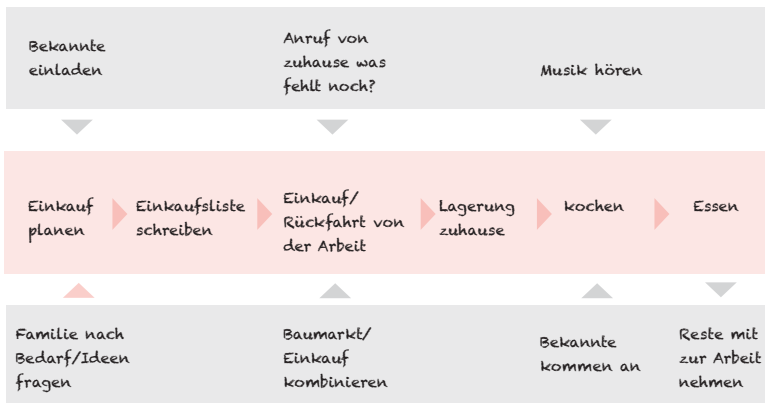 Bekannte
einladen
Anruf von
zuhause was
fehlt noch?
Musik hören
Einkauf
planen
Einkaufsliste
schreiben
Einkauf/
Rückfahrt von
der Arbeit
Lagerung
zuhause
kochen
Essen
Familie nach
Bedarf/Ideen
fragen
Baumarkt/
Einkauf
kombinieren
Bekannte
kommen an
Reste mit
zur Arbeit
nehmen